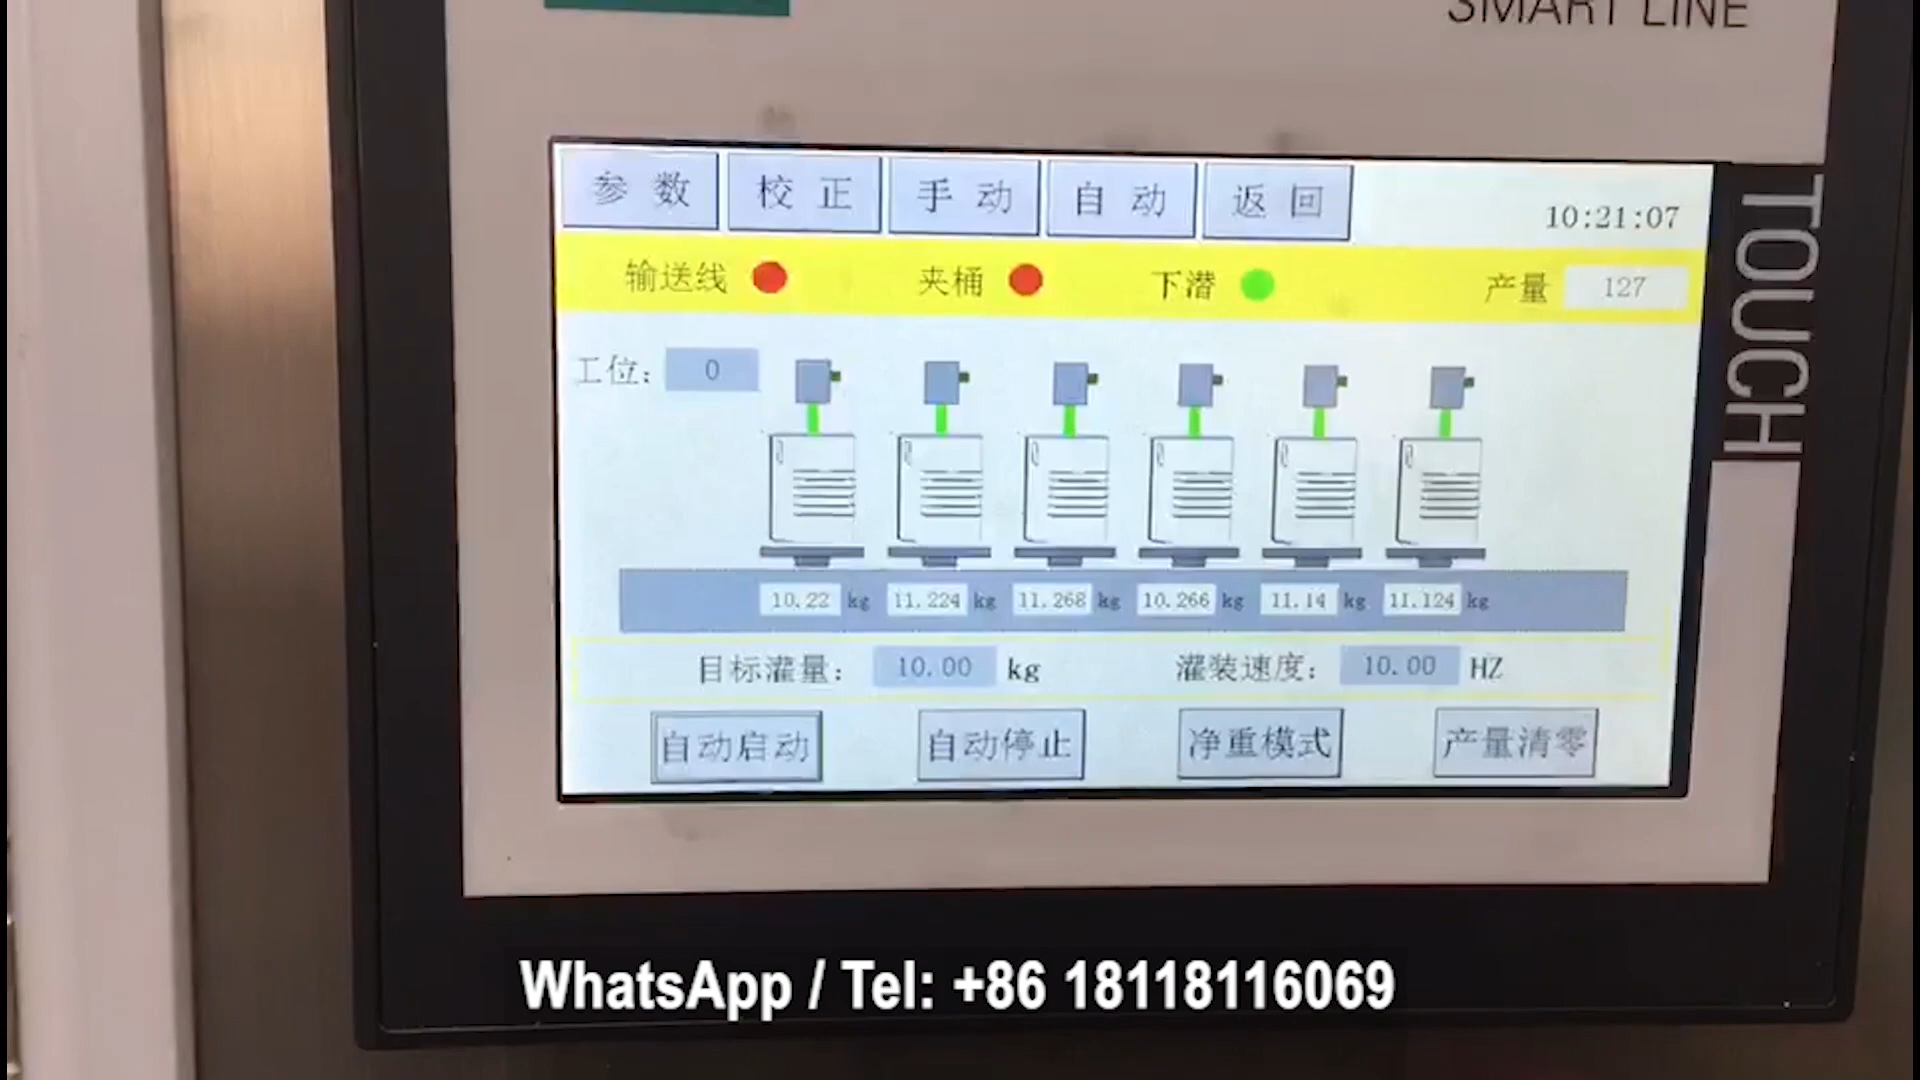 SMART LINE
TOUCH
参数 校正 手动 自动 返回 10:21:07
输送线 夹桶 下潜 产量 127
工位: 0
10.22 kg 11.224 kg 11.268 kg 10.266 kg 11.14 kg 11.124 kg
目标灌量: 10.00 kg 灌装速度: 10.00 HZ
自动启动 自动停止 净重模式 产量清零
WhatsApp / Tel: +86 18118116069